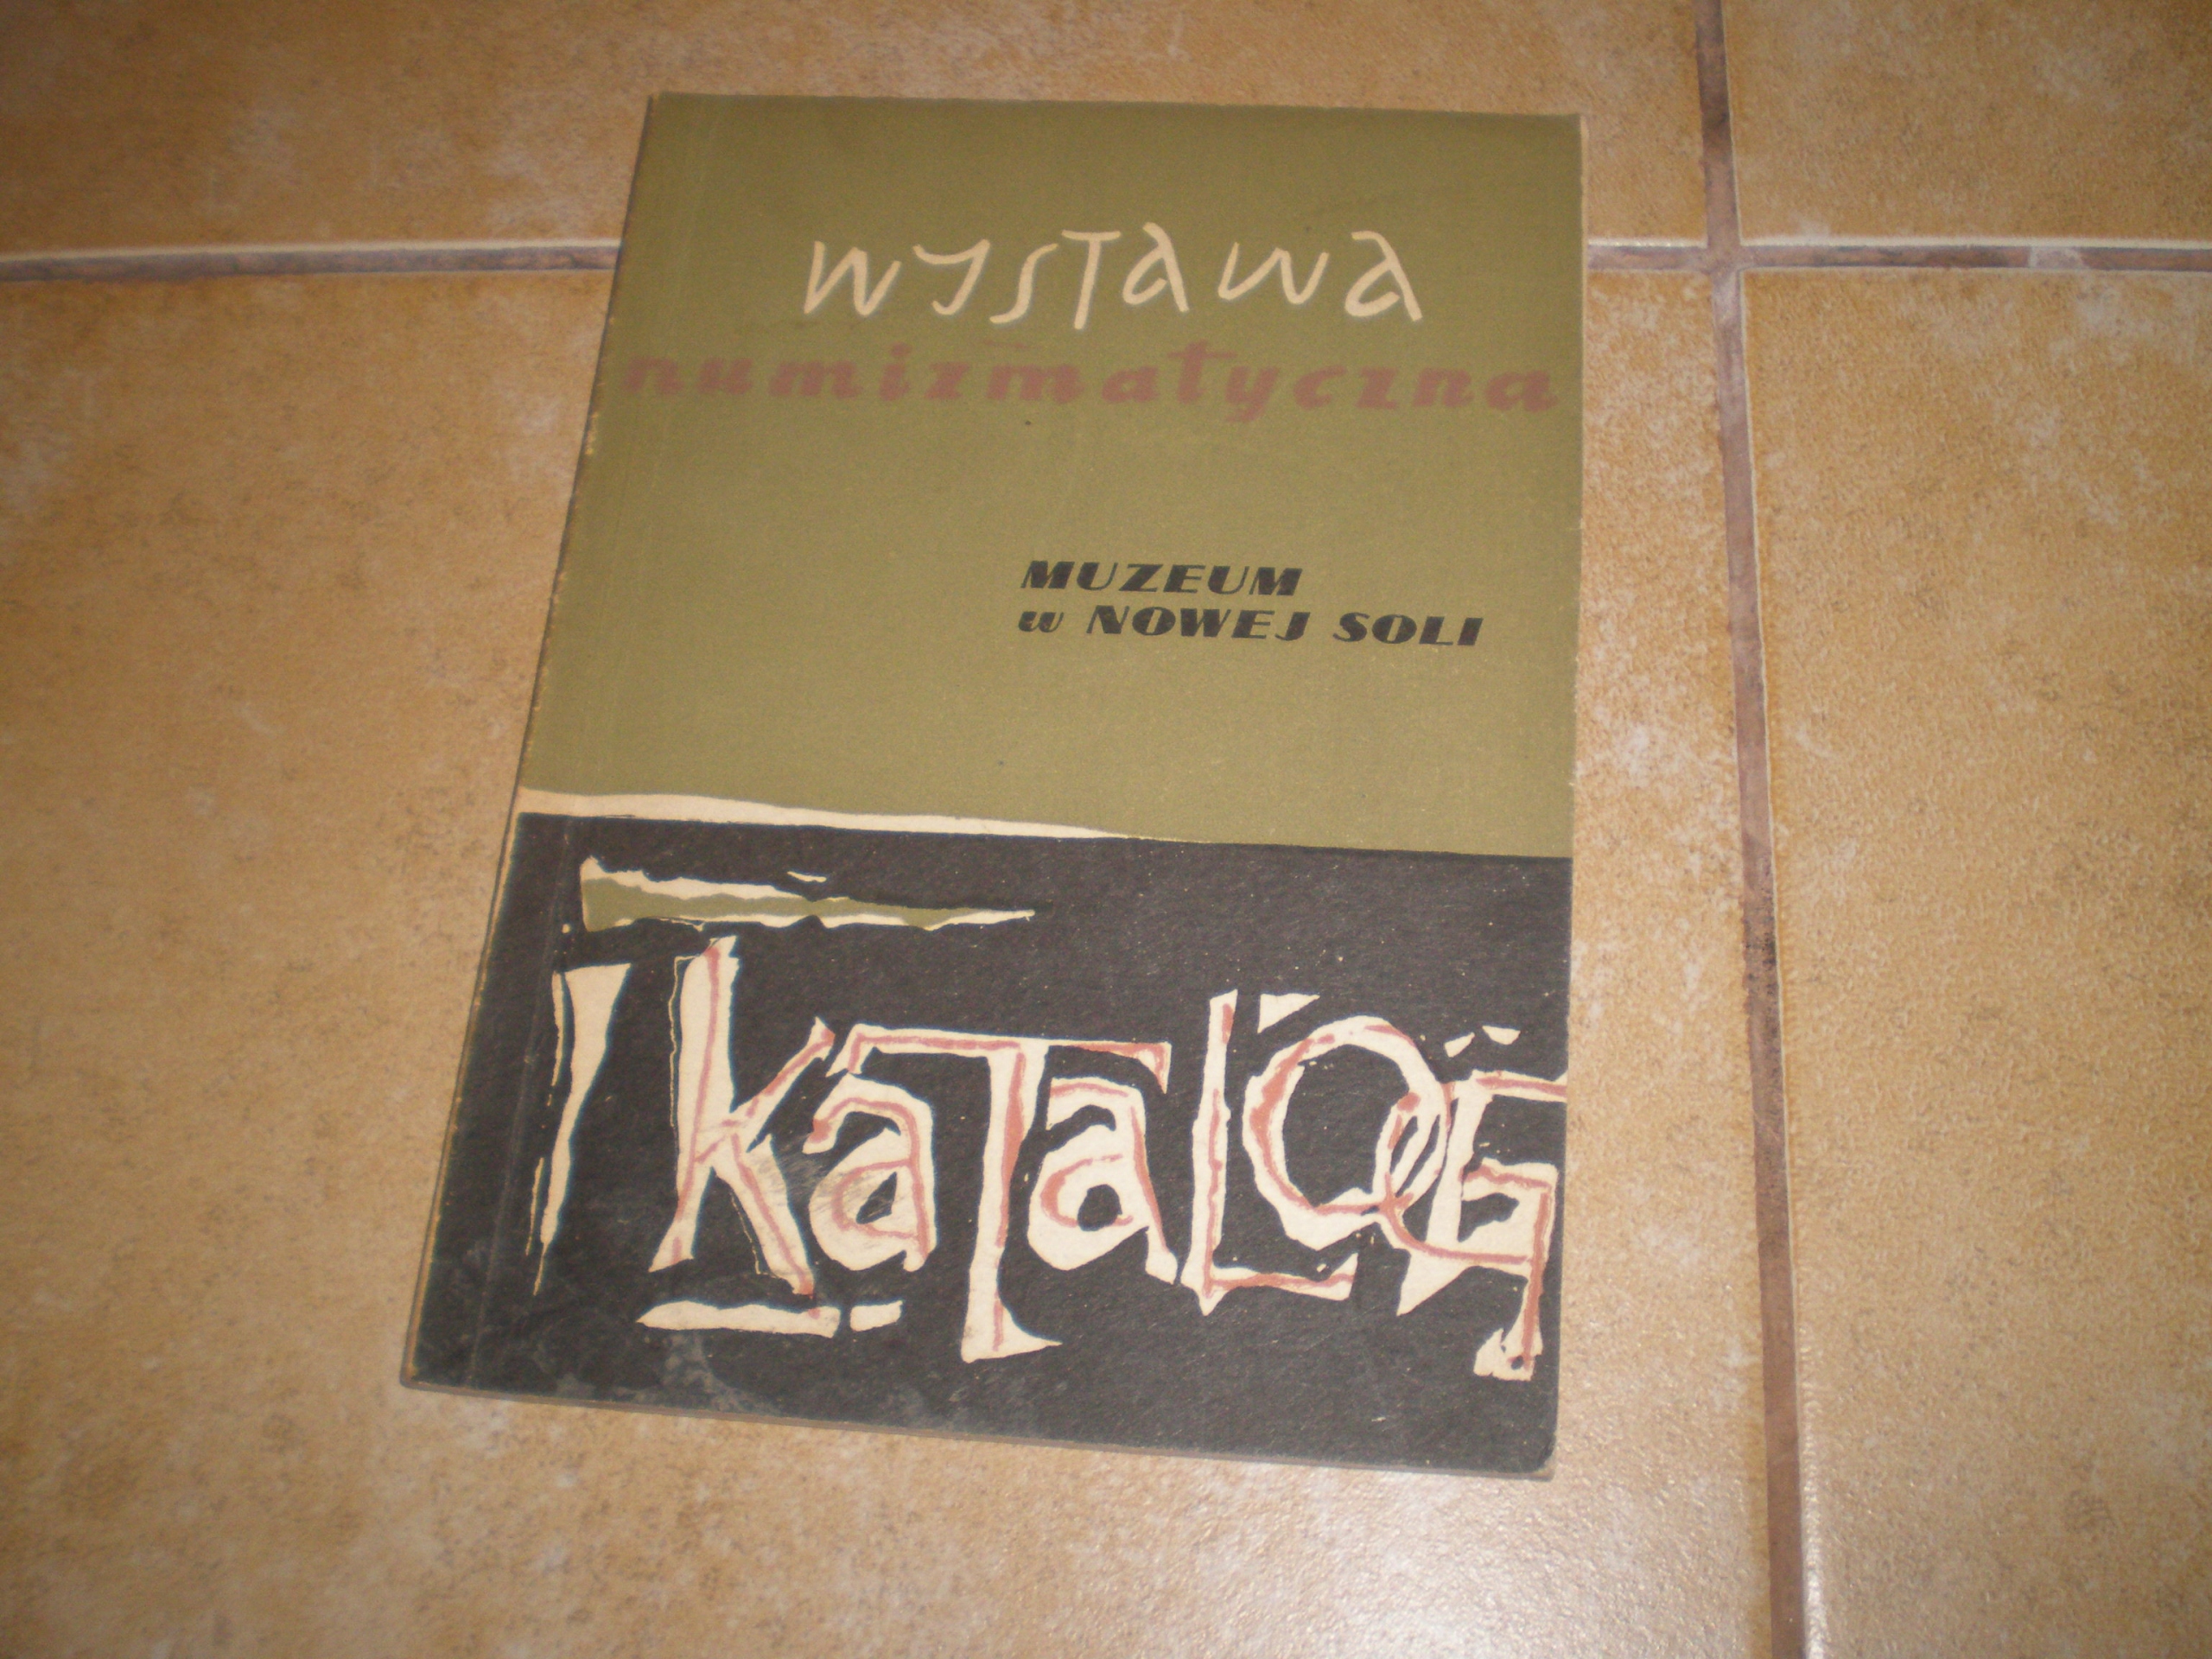 wystawa
numizmatyczna
MUZEUM
w NOWEJ SOLI
KATALOG